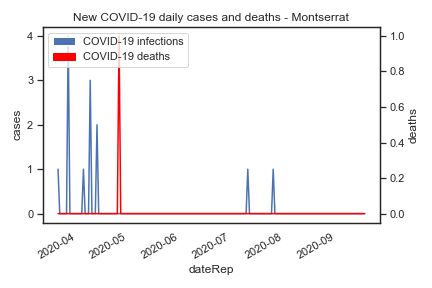 New COVID-19 daily cases and deaths - Montserrat
COVID-19 infections
COVID-19 deaths
4
3
2
1
0
cases
1.0
0.8
0.6
0.4
0.2
0.0
deaths
2020-04
2020-05
2020-06
2020-07
2020-08
2020-09
dateRep